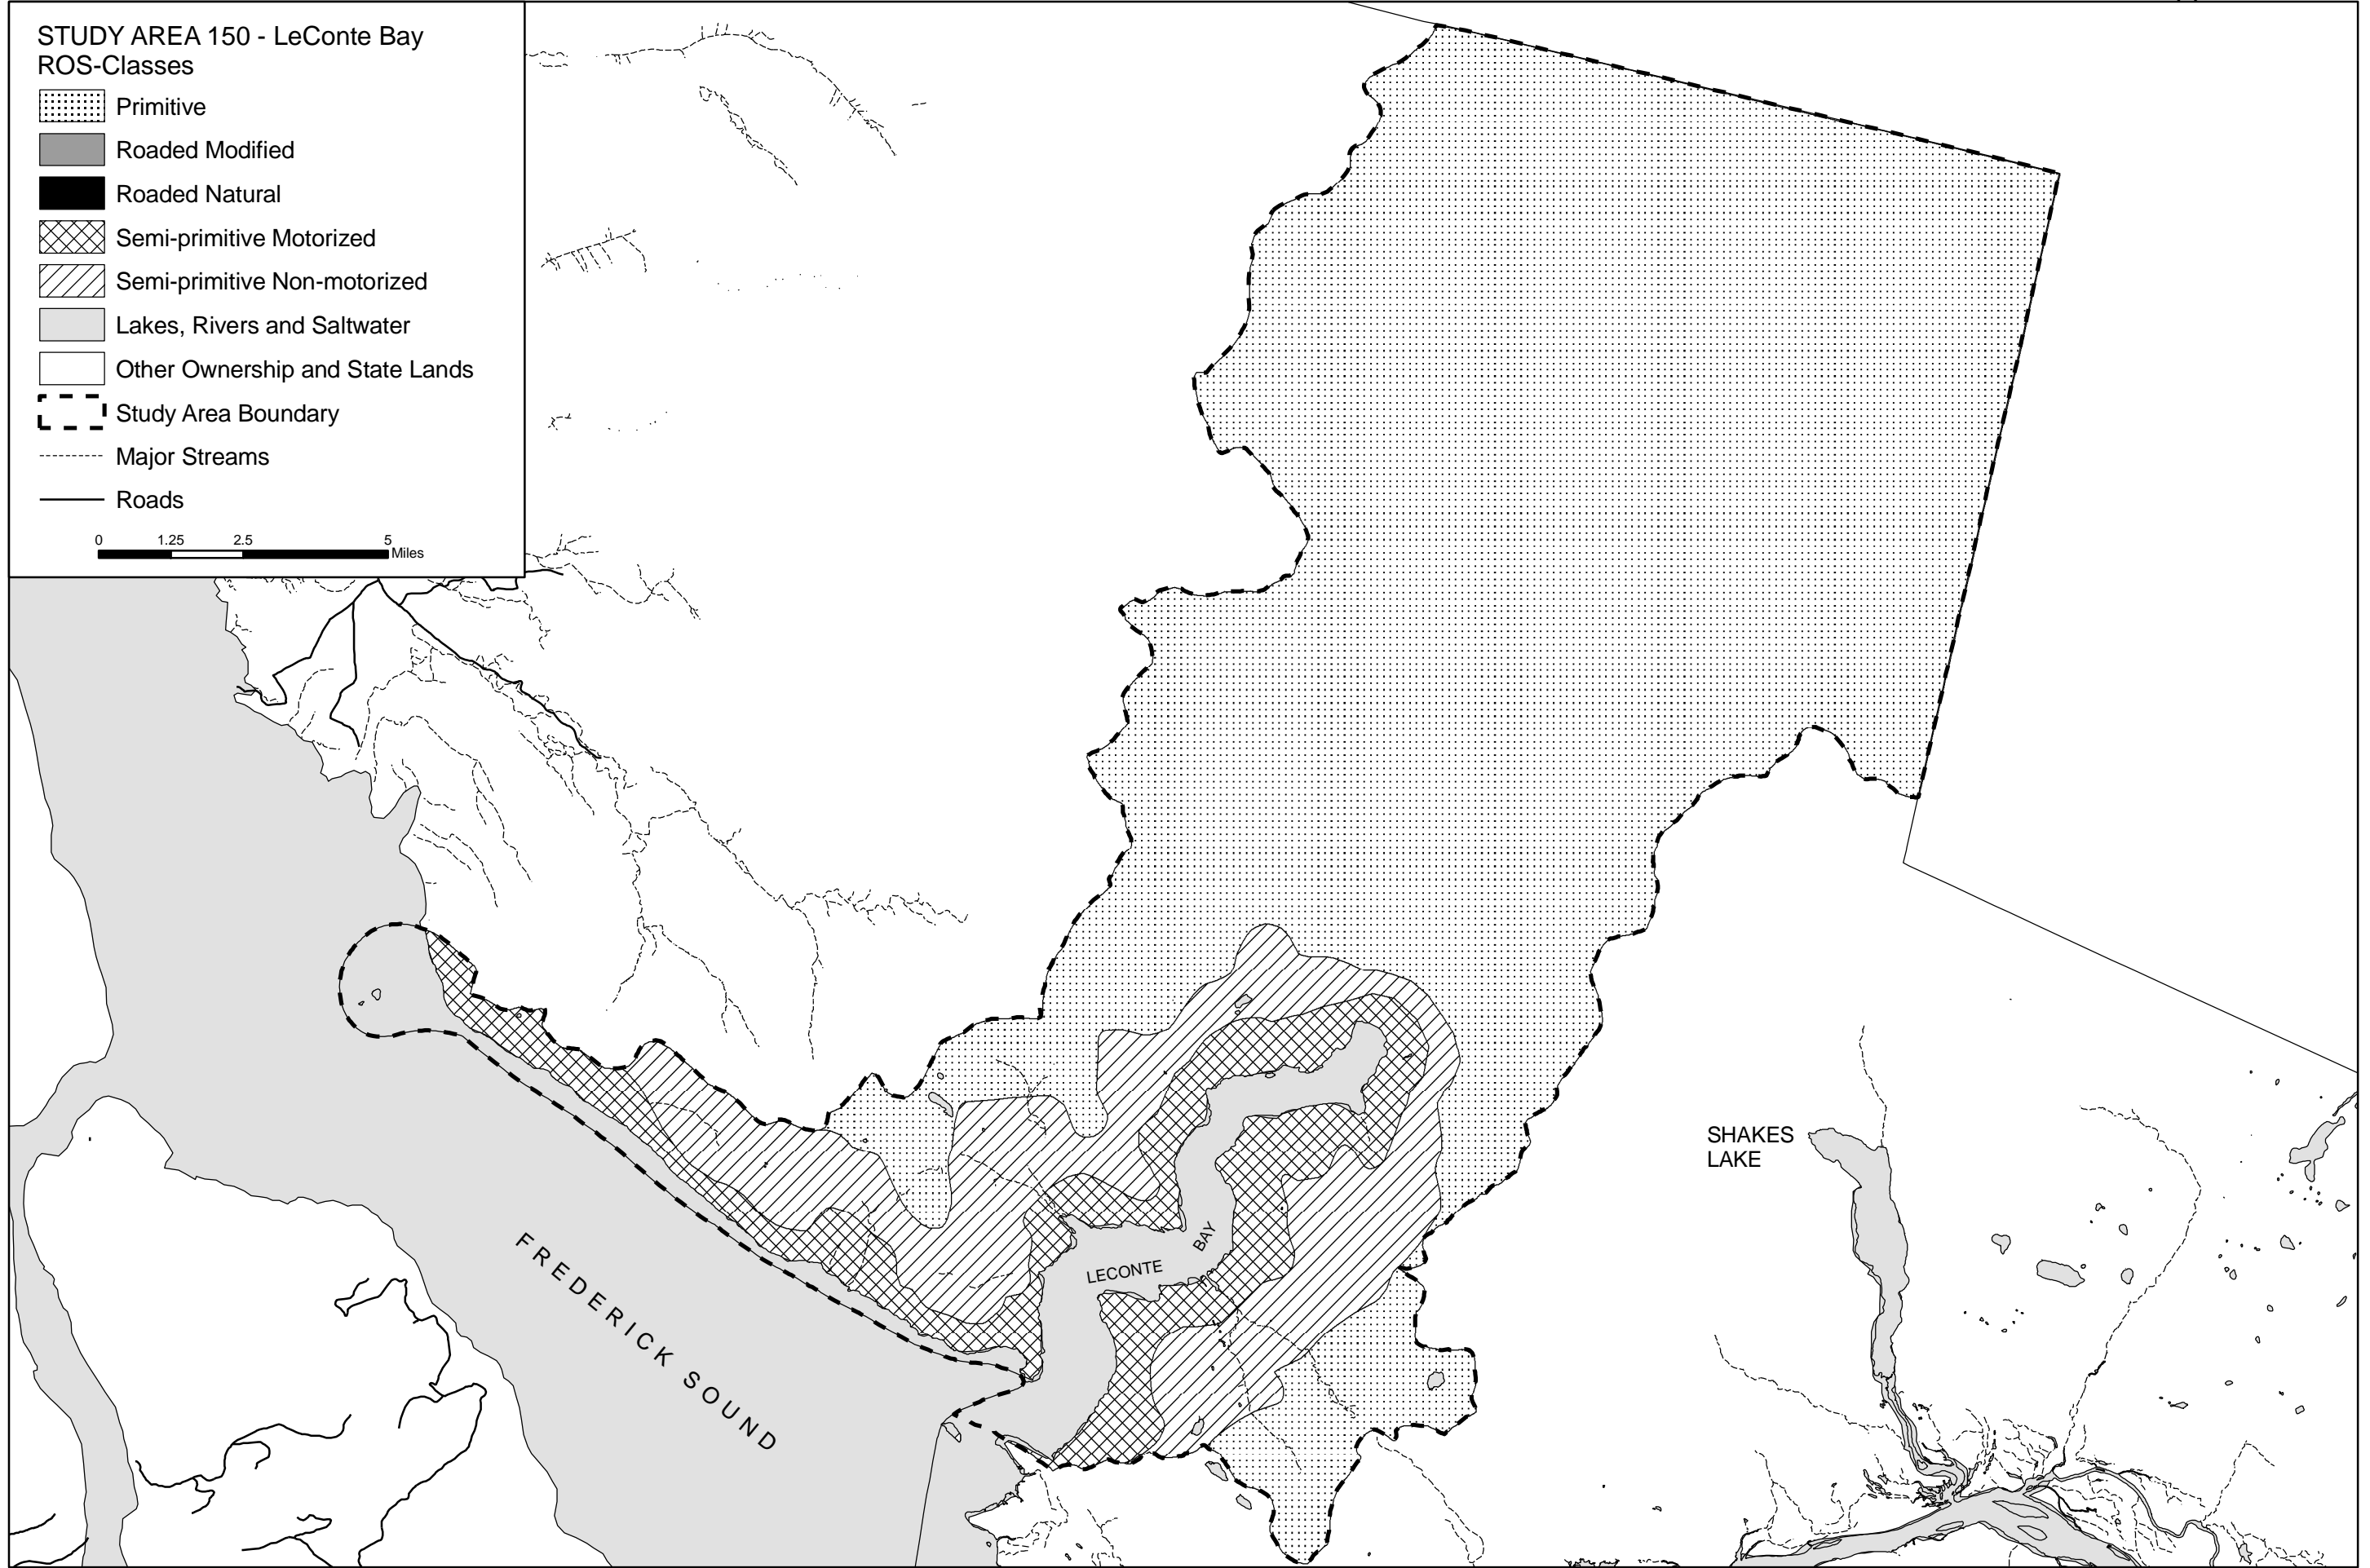 STUDY AREA 150 - LeConte Bay
ROS-Classes
Primitive
Roaded Modified
Roaded Natural
Semi-primitive Motorized
Semi-primitive Non-motorized
Lakes, Rivers and Saltwater
Other Ownership and State Lands
Study Area Boundary
Major Streams
Roads
0 1.25 2.5 5
Miles
SHAKES
LAKE
LECONTE BAY
FREDERICK SOUND